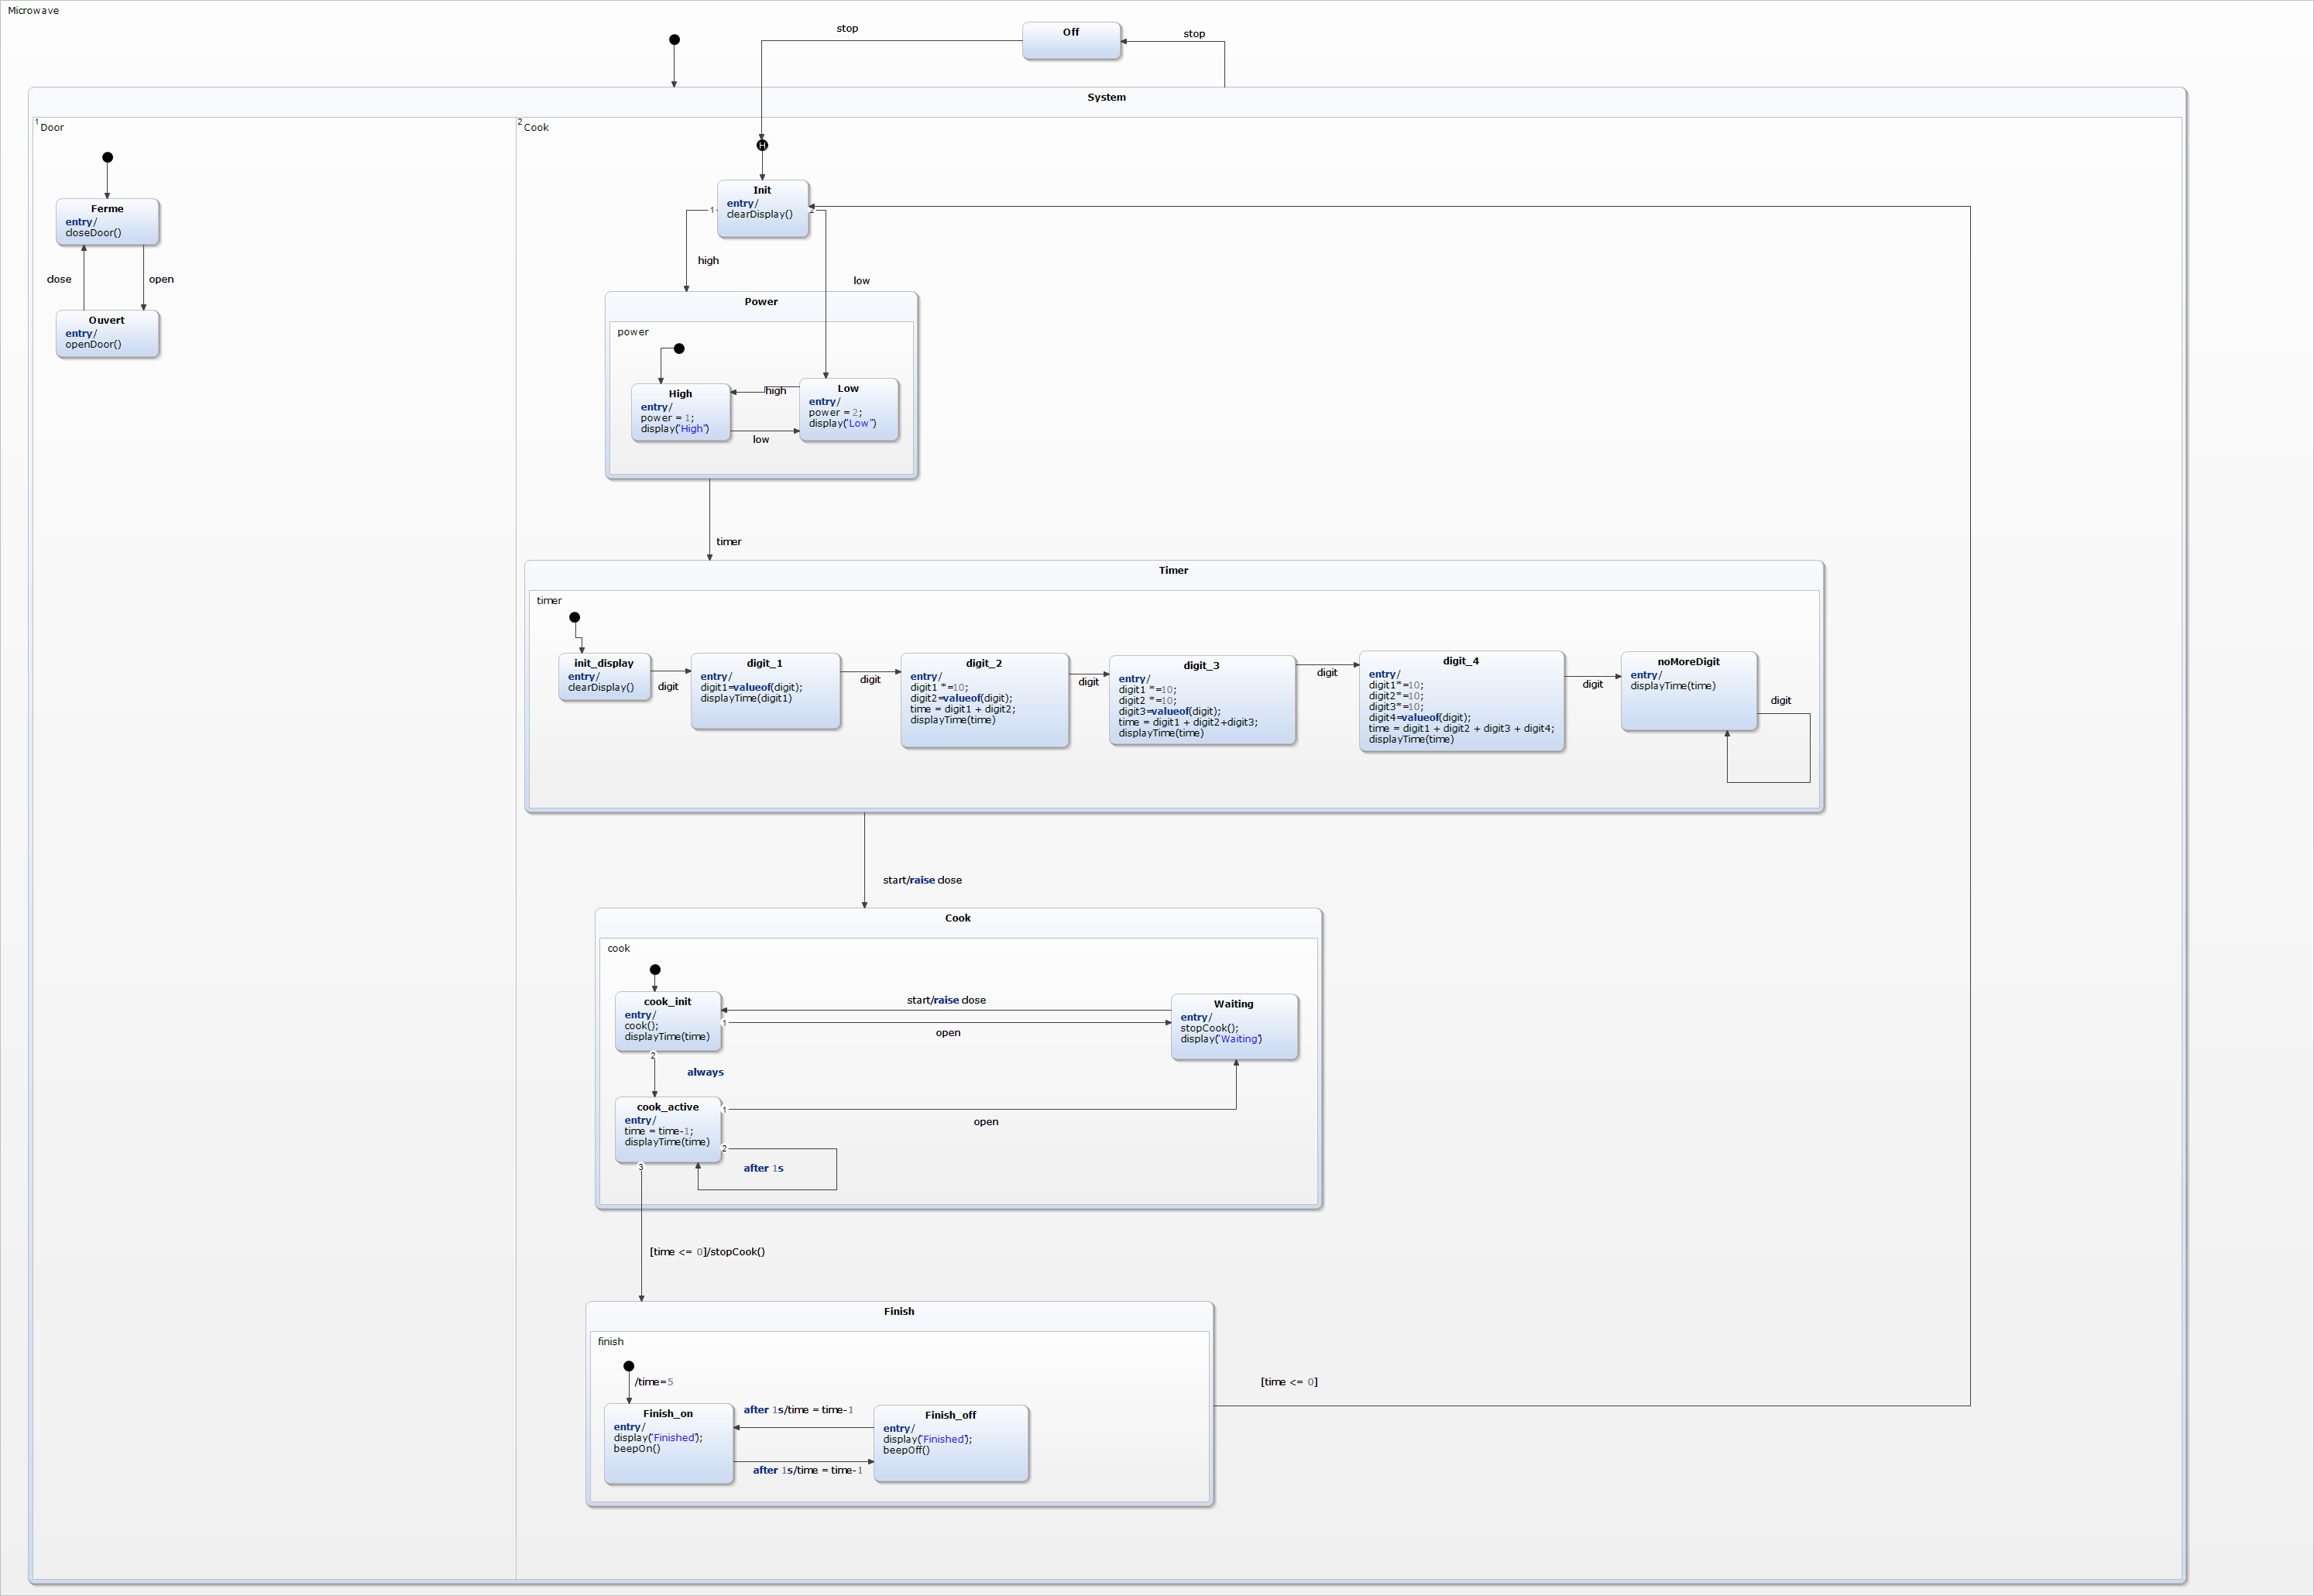 Microwave
stop
Off
stop
System
1
Door
2
Cook
H
Ferme
entry/
closeDoor()
close
open
Ouvert
entry/
openDoor()
Init
entry/
clearDisplay()
1
2
high
low
Power
power
High
entry/
power = 1;
display("High")
high
low
Low
entry/
power = 2;
display("Low")
timer
Timer
timer
init_display
entry/
clearDisplay()
digit
digit_1
entry/
digit1=valueof(digit);
displayTime(digit1)
digit
digit_2
entry/
digit1 *=10;
digit2=valueof(digit);
time = digit1 + digit2;
displayTime(time)
digit
digit_3
entry/
digit1 *=10;
digit2 *=10;
digit3=valueof(digit);
time = digit1 + digit2+digit3;
displayTime(time)
digit
digit_4
entry/
digit1*=10;
digit2*=10;
digit3*=10;
digit4=valueof(digit);
time = digit1 + digit2 + digit3 + digit4;
displayTime(time)
digit
noMoreDigit
entry/
displayTime(time)
digit
start/raise close
Cook
cook
cook_init
entry/
cook();
displayTime(time)
start/raise close
1
open
Waiting
entry/
stopCook();
display("Waiting")
2
always
cook_active
entry/
time = time-1;
displayTime(time)
1
open
2
after 1s
3
[time <= 0]/stopCook()
Finish
finish
/time=5
Finish_on
entry/
display("Finished");
beepOn()
after 1s/time = time-1
after 1s/time = time-1
Finish_off
entry/
display("Finished");
beepOff()
[time <= 0]